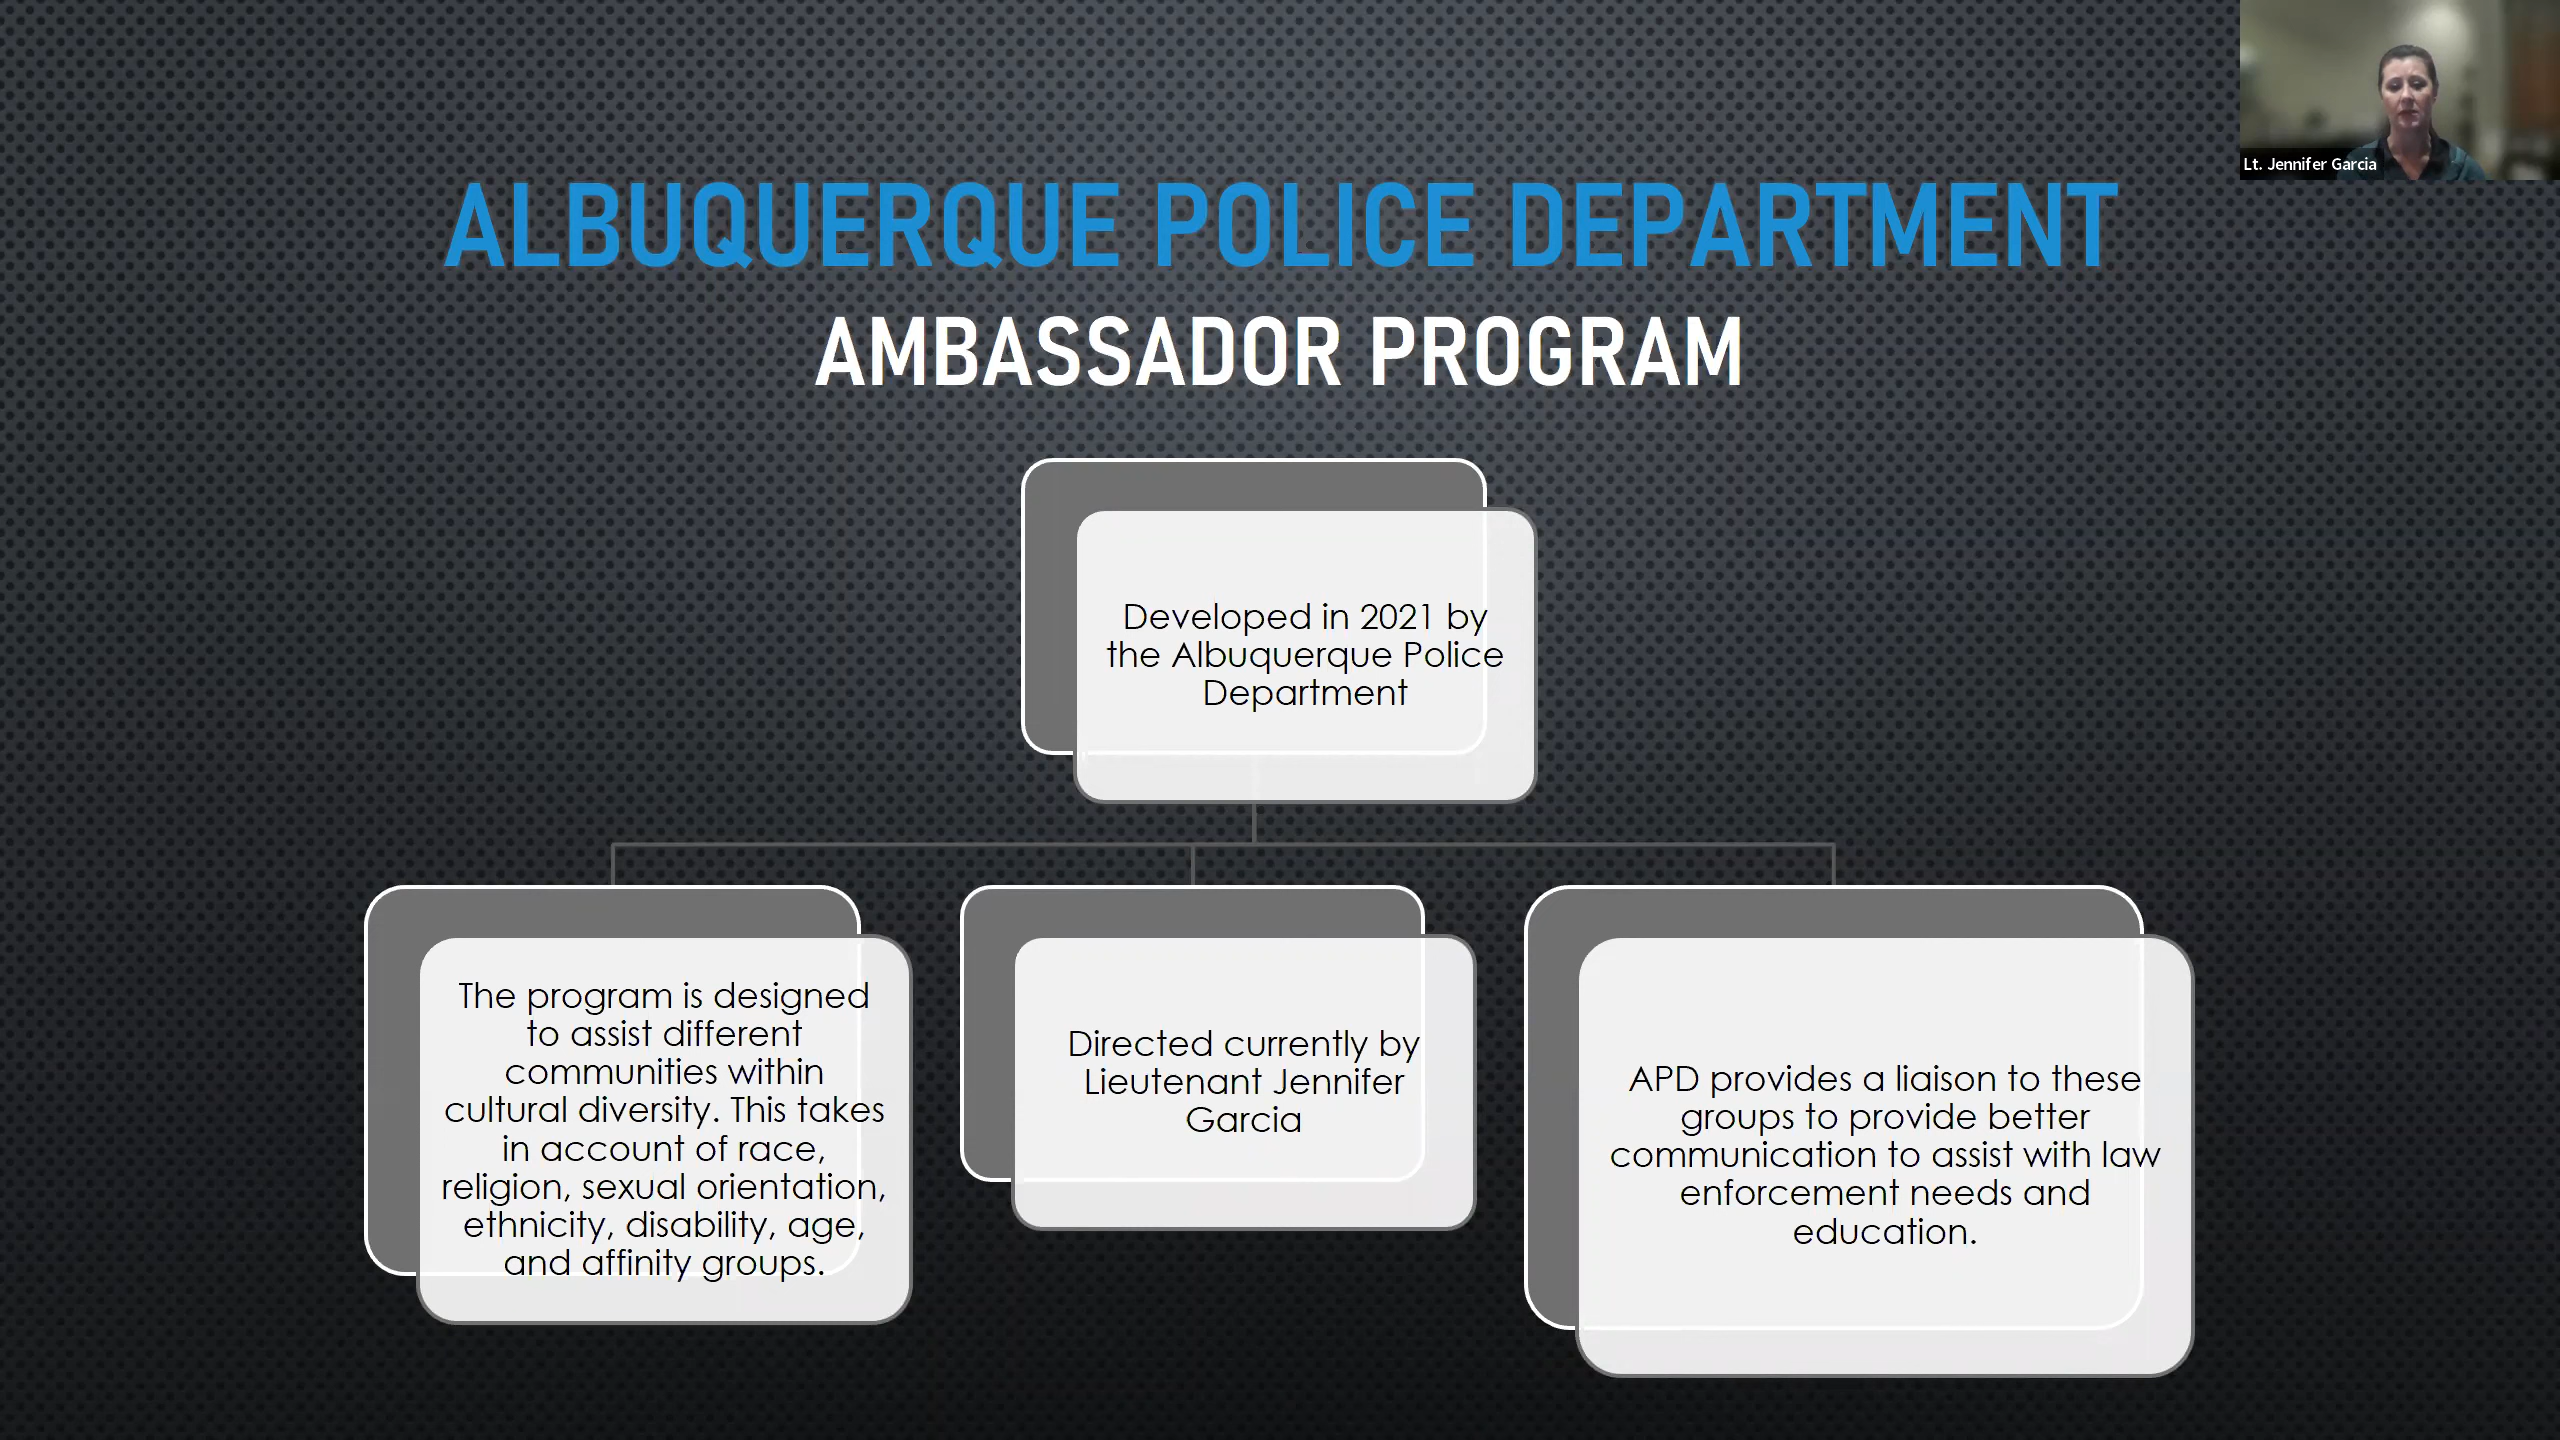 Lt. Jennifer Garcia
ALBUQUERQUE POLICE DEPARTMENT
AMBASSADOR PROGRAM
Developed in 2021 by
the Albuquerque Police
Department
The program is designed
to assist different
communities within
cultural diversity. This takes
in account of race,
religion, sexual orientation,
ethnicity, disability, age,
and affinity groups.
Directed currently by
Lieutenant Jennifer
Garcia
APD provides a liaison to these
groups to provide better
communication to assist with law
enforcement needs and
education.